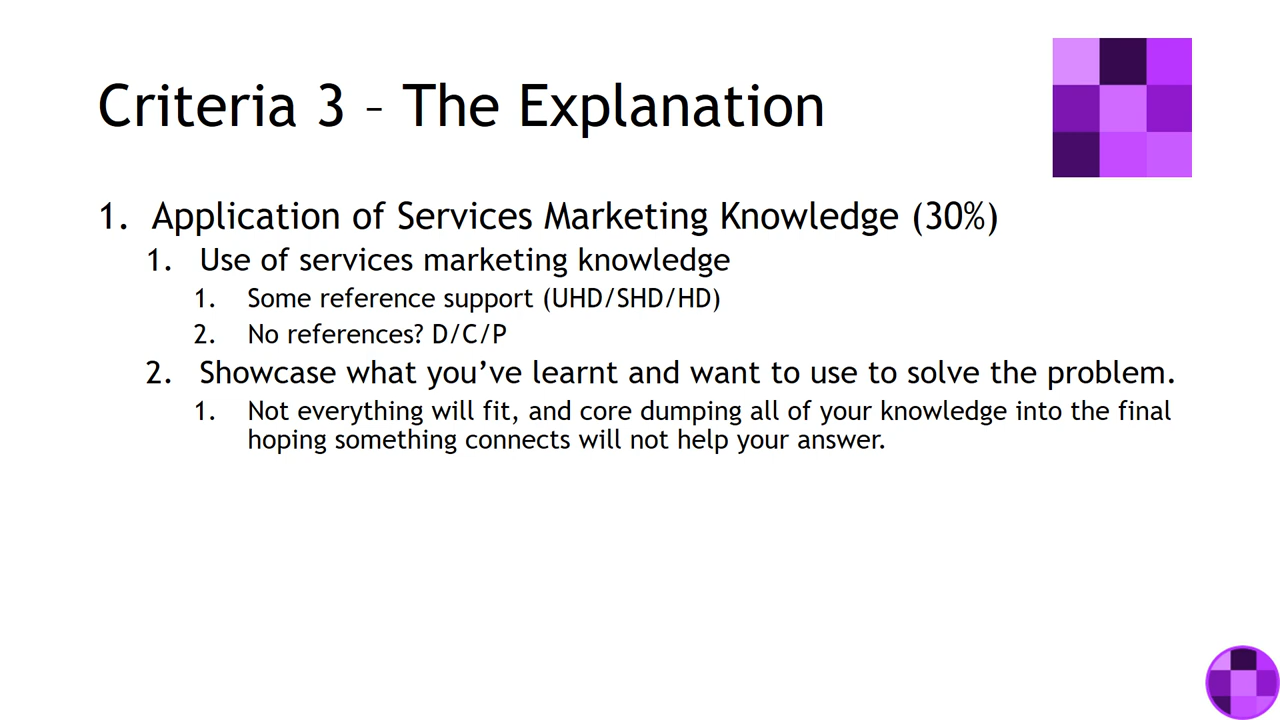 Criteria 3 – The Explanation
1. Application of Services Marketing Knowledge (30%)
1. Use of services marketing knowledge
1. Some reference support (UHD/SHD/HD)
2. No references? D/C/P
2. Showcase what you’ve learnt and want to use to solve the problem.
1. Not everything will fit, and core dumping all of your knowledge into the final
hoping something connects will not help your answer.